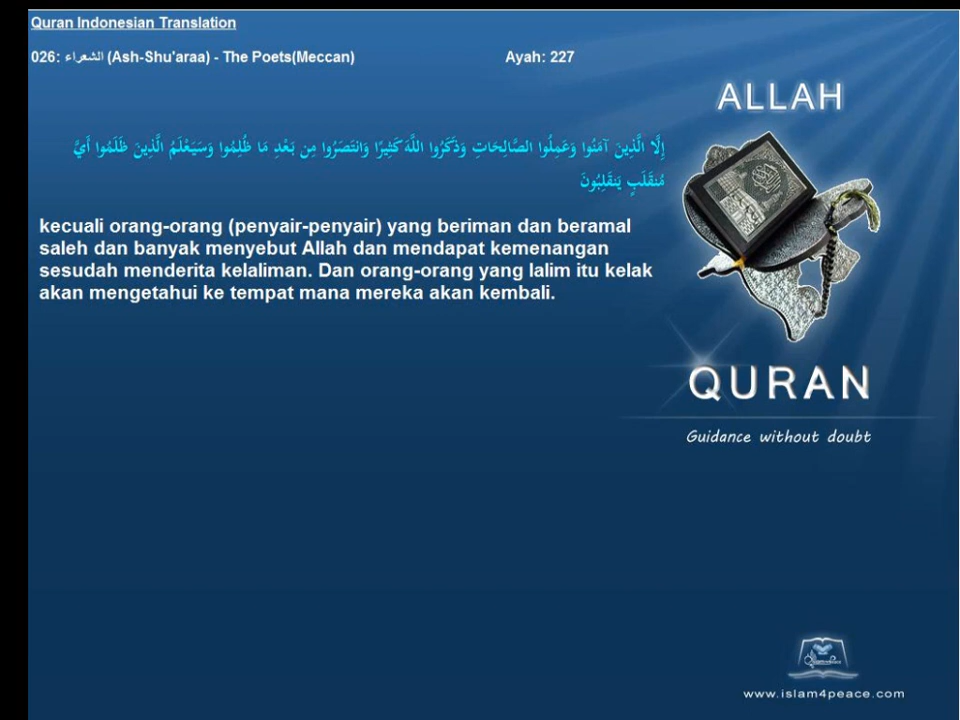 Quran Indonesian Translation
026: الشعراء (Ash-Shu'araa) - The Poets(Meccan) Ayah: 227
ALLAH
إِلَّا الَّذِينَ آمَنُوا وَعَمِلُوا الصَّالِحَاتِ وَذَكَرُوا اللَّهَ كَثِيرًا وَانتَصَرُوا مِن بَعْدِ مَا ظُلِمُوا وَسَيَعْلَمُ الَّذِينَ ظَلَمُوا أَيَّ
مُنقَلَبٍ يَنقَلِبُونَ
kecuali orang-orang (penyair-penyair) yang beriman dan beramal
saleh dan banyak menyebut Allah dan mendapat kemenangan
sesudah menderita kelaliman. Dan orang-orang yang lalim itu kelak
akan mengetahui ke tempat mana mereka akan kembali.
QURAN
Guidance without doubt
www.islam4peace.com